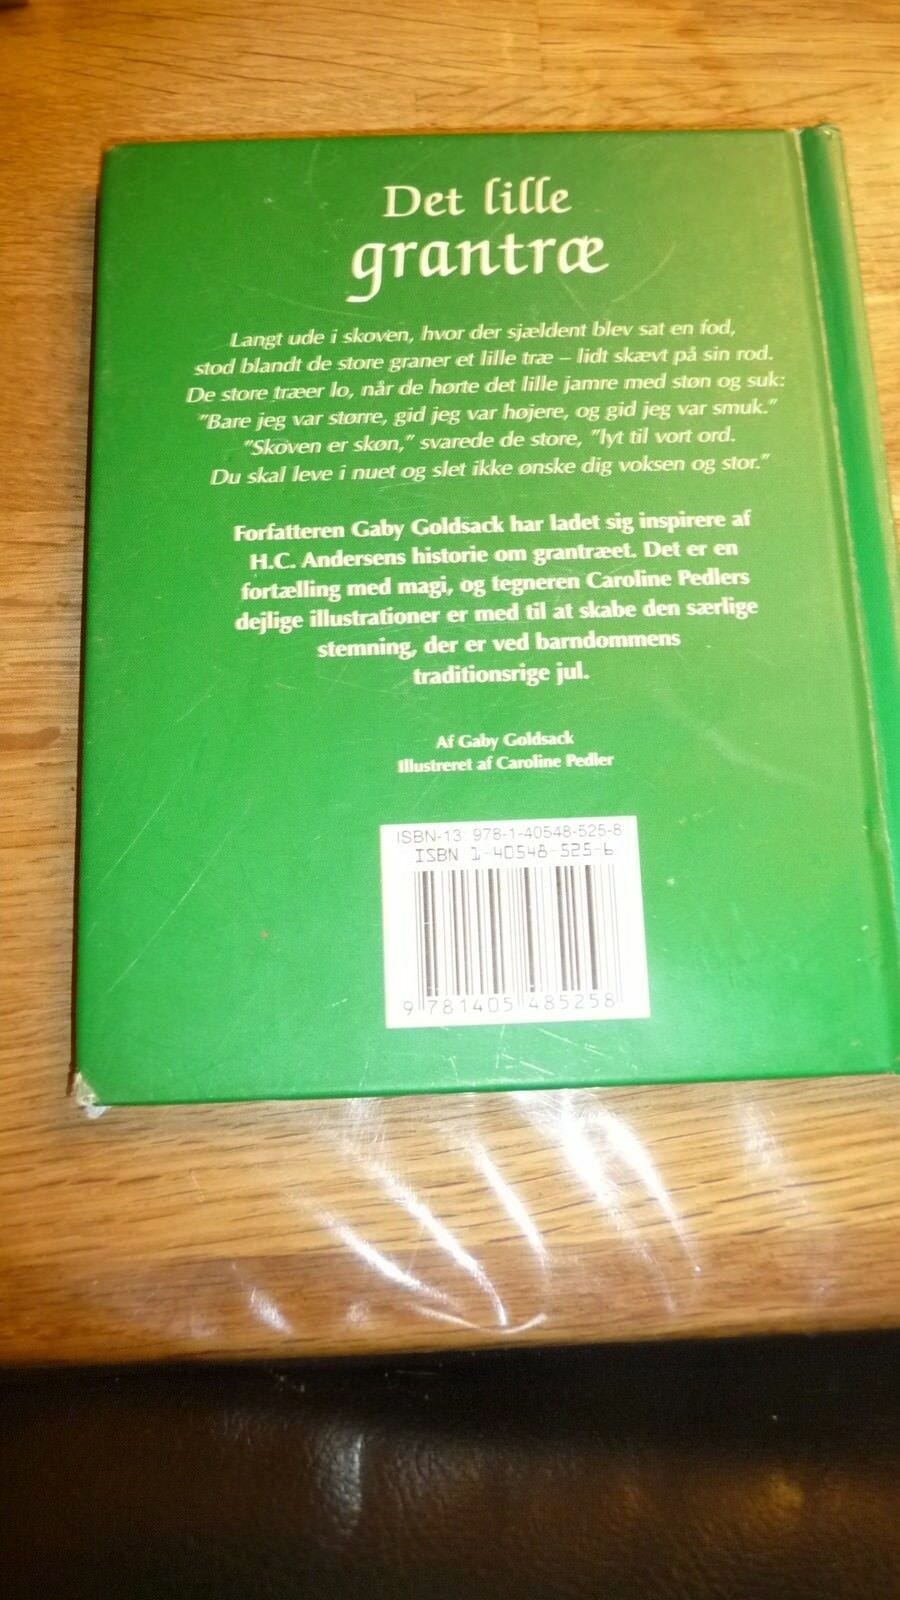 Det lille
grantræ
Langt ude i skoven, hvor der sjældent blev sat en fod,
stod blandt de store graner et lille træ – lidt skævt på sin rod.
De store træer lo, når de hørte det lille jamre med støn og suk:
”Bare jeg var større, gid jeg var højere, og gid jeg var smuk.”
”Skoven er skøn,” svarede de store, ”lyt til vort ord.
Du skal leve i nuet og slet ikke ønske dig voksen og stor.”
Forfatteren Gaby Goldsack har ladet sig inspirere af
H.C. Andersens historie om grantræet. Det er en
fortælling med magi, og tegneren Caroline Pedlers
dejlige illustrationer er med til at skabe den særlige
stemning, der er ved barndommens
traditionsrige jul.
Af Gaby Goldsack
Illustreret af Caroline Pedler
ISBN-13: 978-1-40548-525-8
ISBN 1-40548-525-6
9 781405 485258